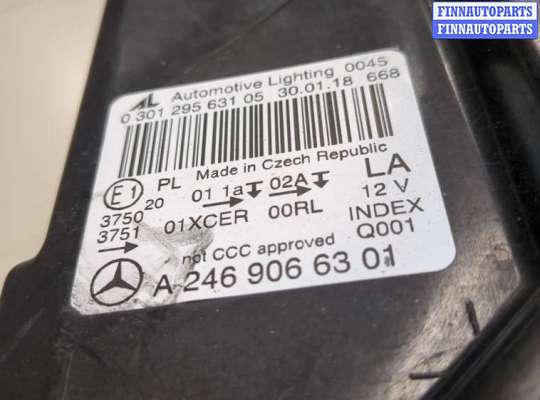 FINNAUTOPARTS
FINNAUTOPARTS
AL Automotive Lighting 0045
0 301 295 631 05 30.01.18 668
Made in Czech Republic
E1 PL 01 1a 02A LA
3750 20 12 V
3751 01XCER 00RL INDEX
not CCC approved Q001
A 246 906 63 01